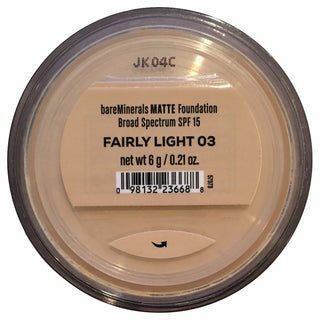 JK04C
bareMinerals MATTE Foundation
Broad Spectrum SPF 15
FAIRLY LIGHT 03
net wt 6 g / 0.21 oz.
0 98132 23668 8